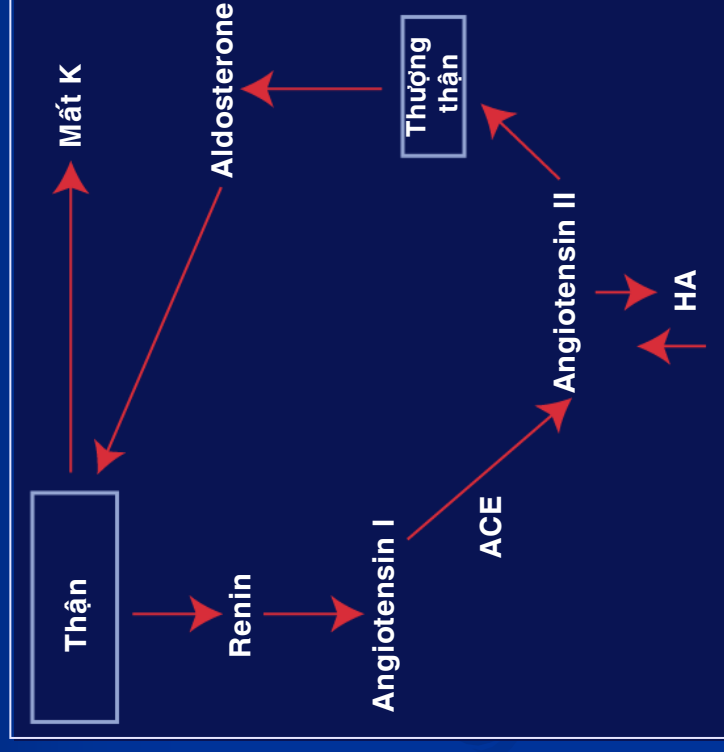 Thận
Mất K
Renin
Aldosterone
Angiotensin I
ACE
Thượng
thận
Angiotensin II
HA